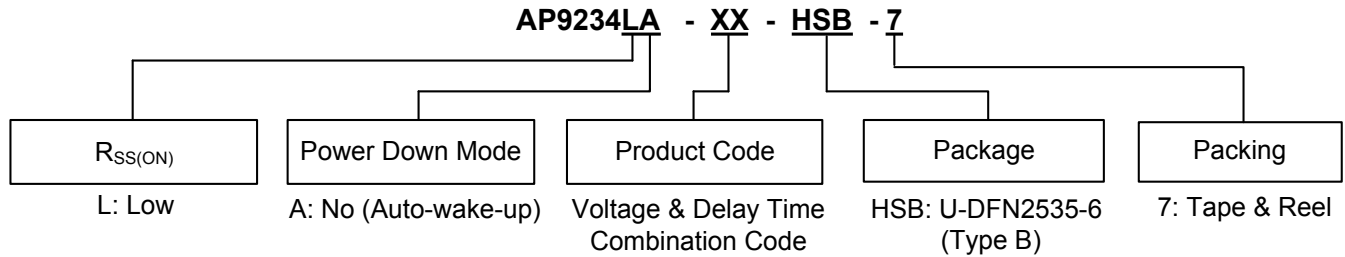 AP9234LA - XX - HSB - 7
RSS(ON)
Power Down Mode
Product Code
Package
Packing
L: Low
A: No (Auto-wake-up)
Voltage & Delay Time
Combination Code
HSB: U-DFN2535-6
(Type B)
7: Tape & Reel